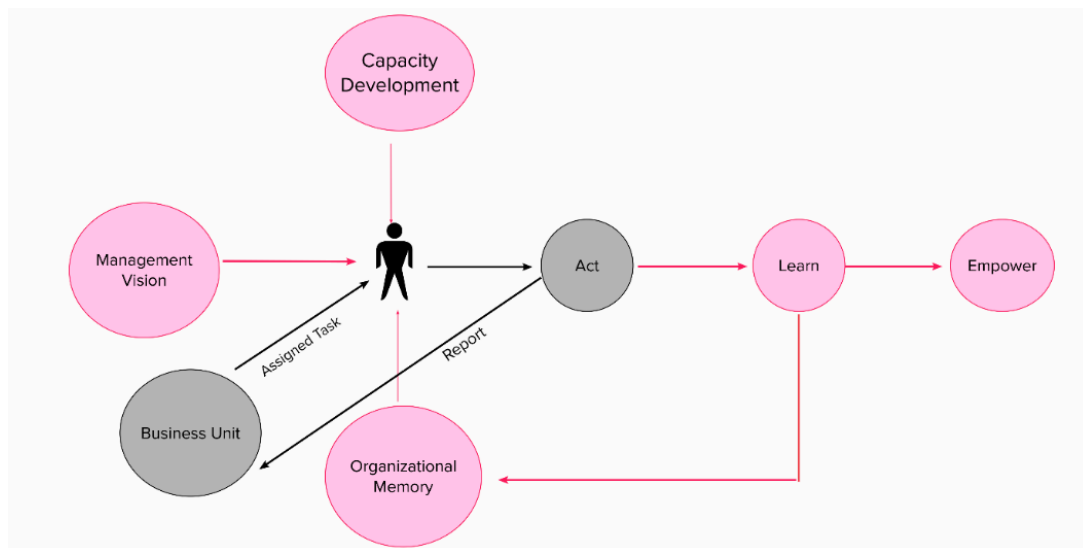 Capacity
Development
Management
Vision
Act
Learn
Empower
Assigned Task
Report
Business Unit
Organizational
Memory